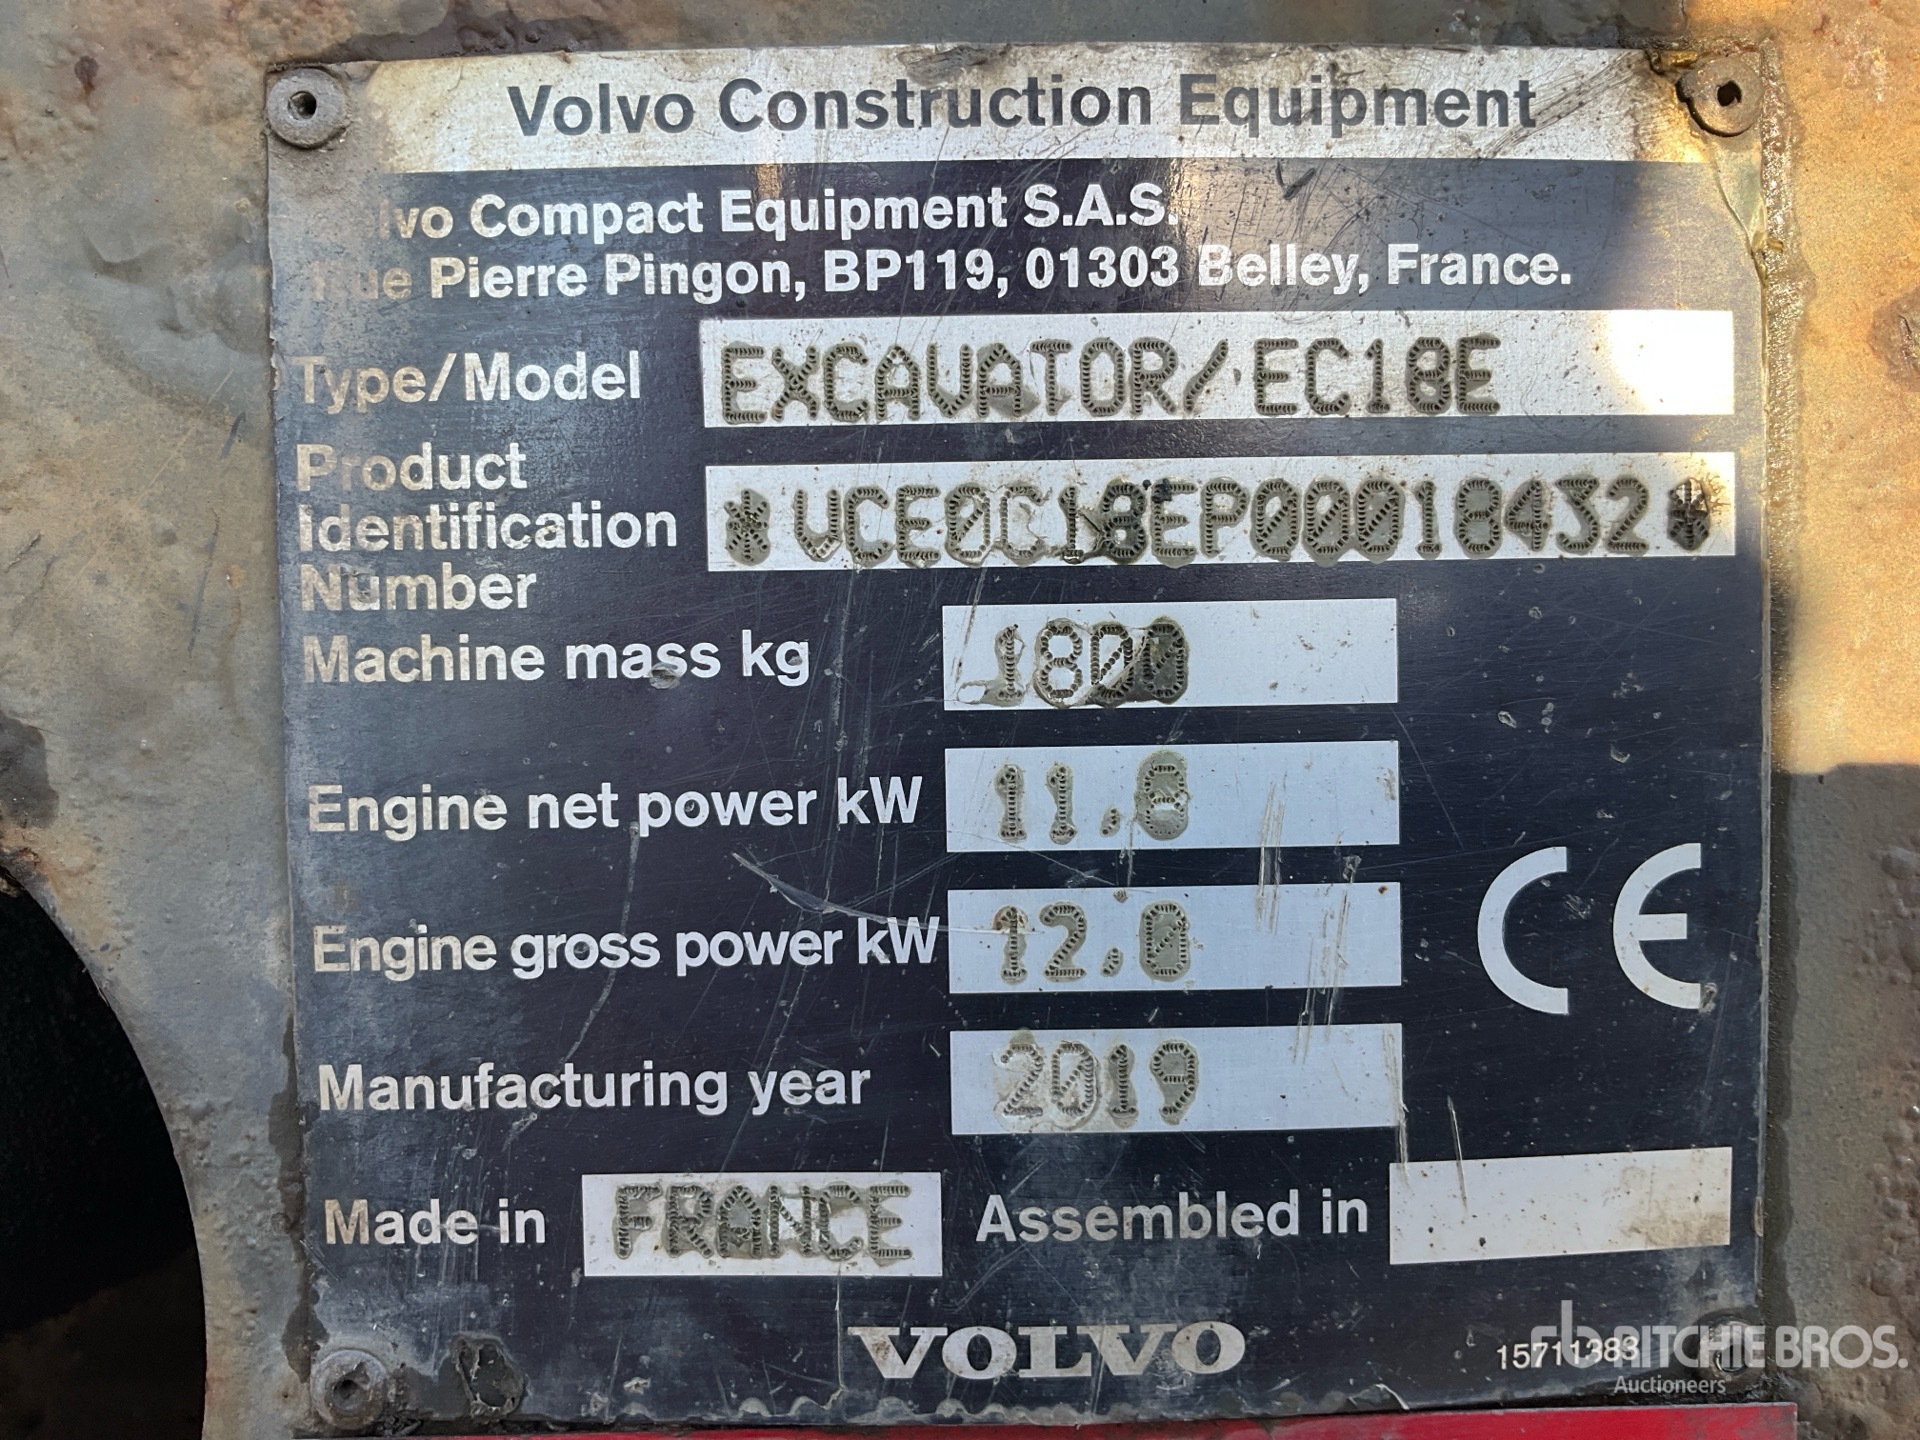 Volvo Construction Equipment
Volvo Compact Equipment S.A.S.
Rue Pierre Pingon, BP119, 01303 Belley, France.
Type/Model EXCAVATOR/EC18E
Product
Identification
Number *VCE0C18EP00018432*
Machine mass kg 1800
Engine net power kW 11.8
Engine gross power kW 12.0
Manufacturing year 2019
Made in FRANCE Assembled in
CE
VOLVO
15711383
rb RITCHIE BROS.
Auctioneers